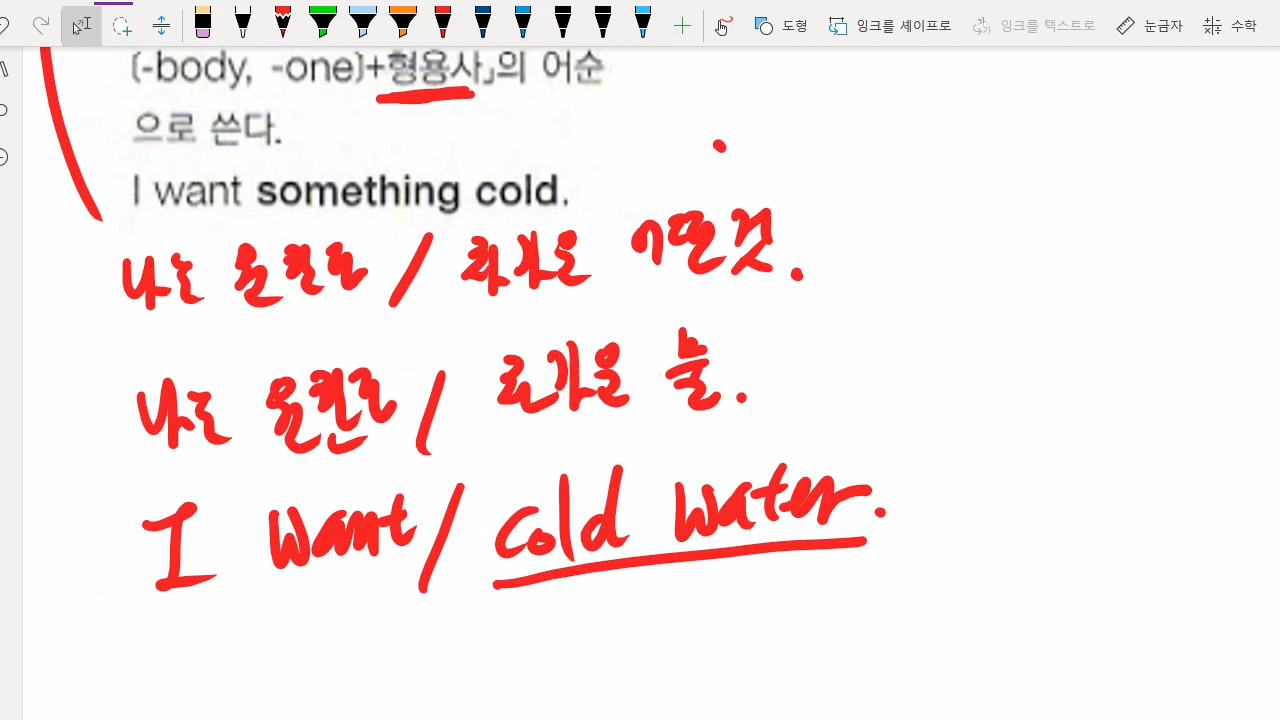 도형 잉크를 셰이프로 잉크를 텍스트로 눈금자 수학
(-body, -one)+형용사」의 어순
으로 쓴다.
I want something cold.
나는 원한다 / 차가운 어떤것.
나는 원한다 / 차가운 물.
I want / cold water.